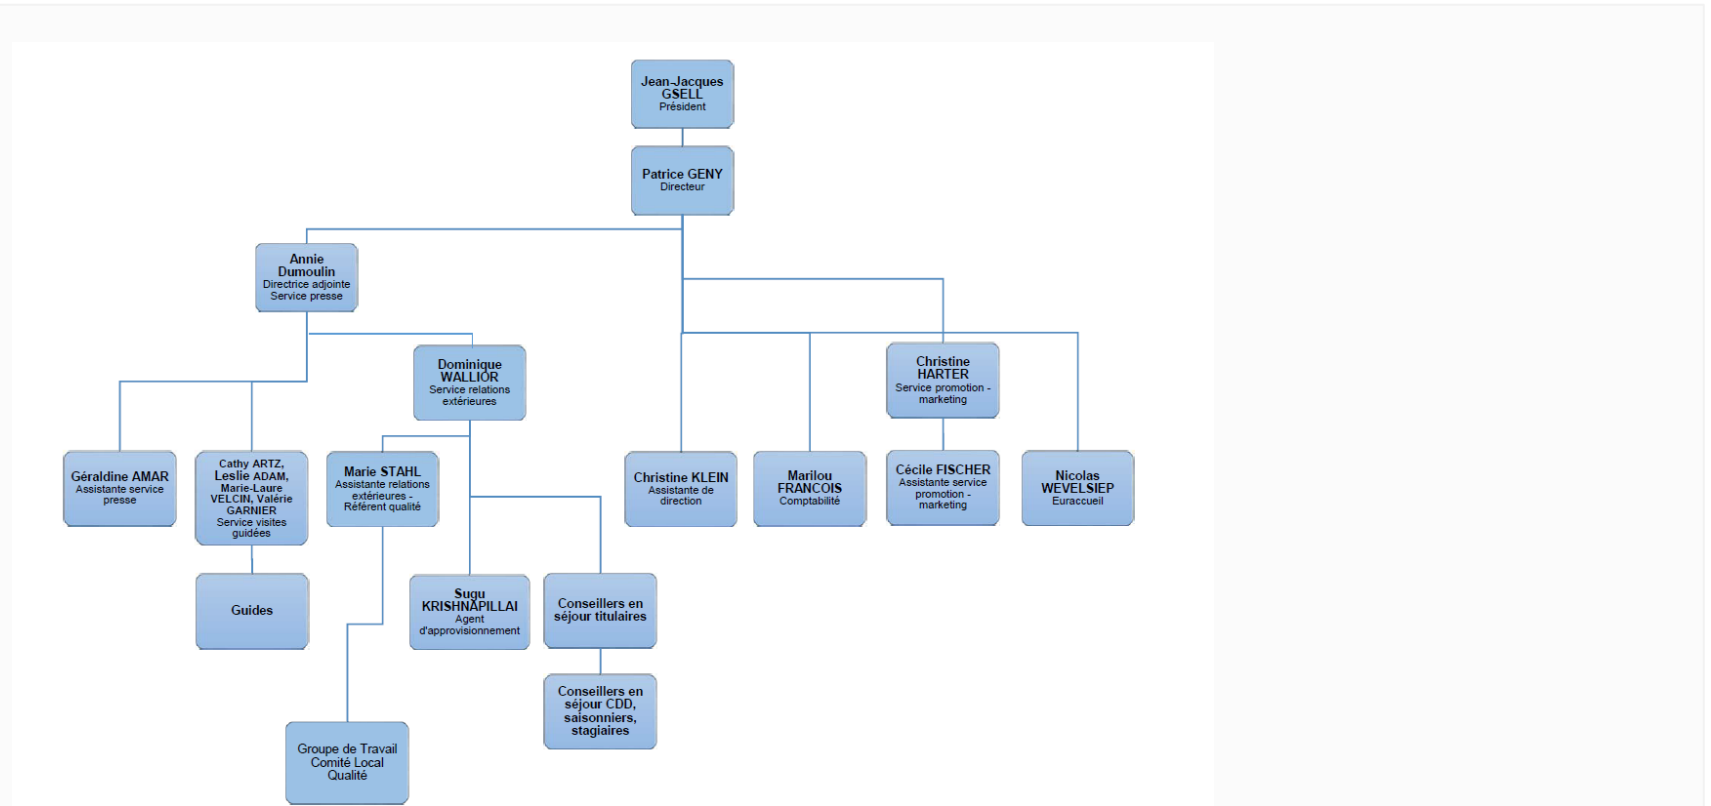 Jean-Jacques
GSELL
Président
Patrice GENY
Directeur
Annie
Dumoulin
Directrice adjointe
Service presse
Dominique
WALLIOR
Service relations
extérieures
Christine
HARTER
Service promotion -
marketing
Géraldine AMAR
Assistante service
presse
Cathy ARTZ,
Leslie ADAM,
Marie-Laure
VELCIN, Valérie
GARNIER
Service visites
guidées
Marie STAHL
Assistante relations
extérieures -
Référent qualité
Christine KLEIN
Assistante de
direction
Marilou
FRANCOIS
Comptabilité
Cécile FISCHER
Assistante service
promotion -
marketing
Nicolas
WEVELSIEP
Euraccueil
Guides
Sugu
KRISHNAPILLAI
Agent
d'approvisionnement
Conseillers en
séjour titulaires
Conseillers en
séjour CDD,
saisonniers,
stagiaires
Groupe de Travail
Comité Local
Qualité